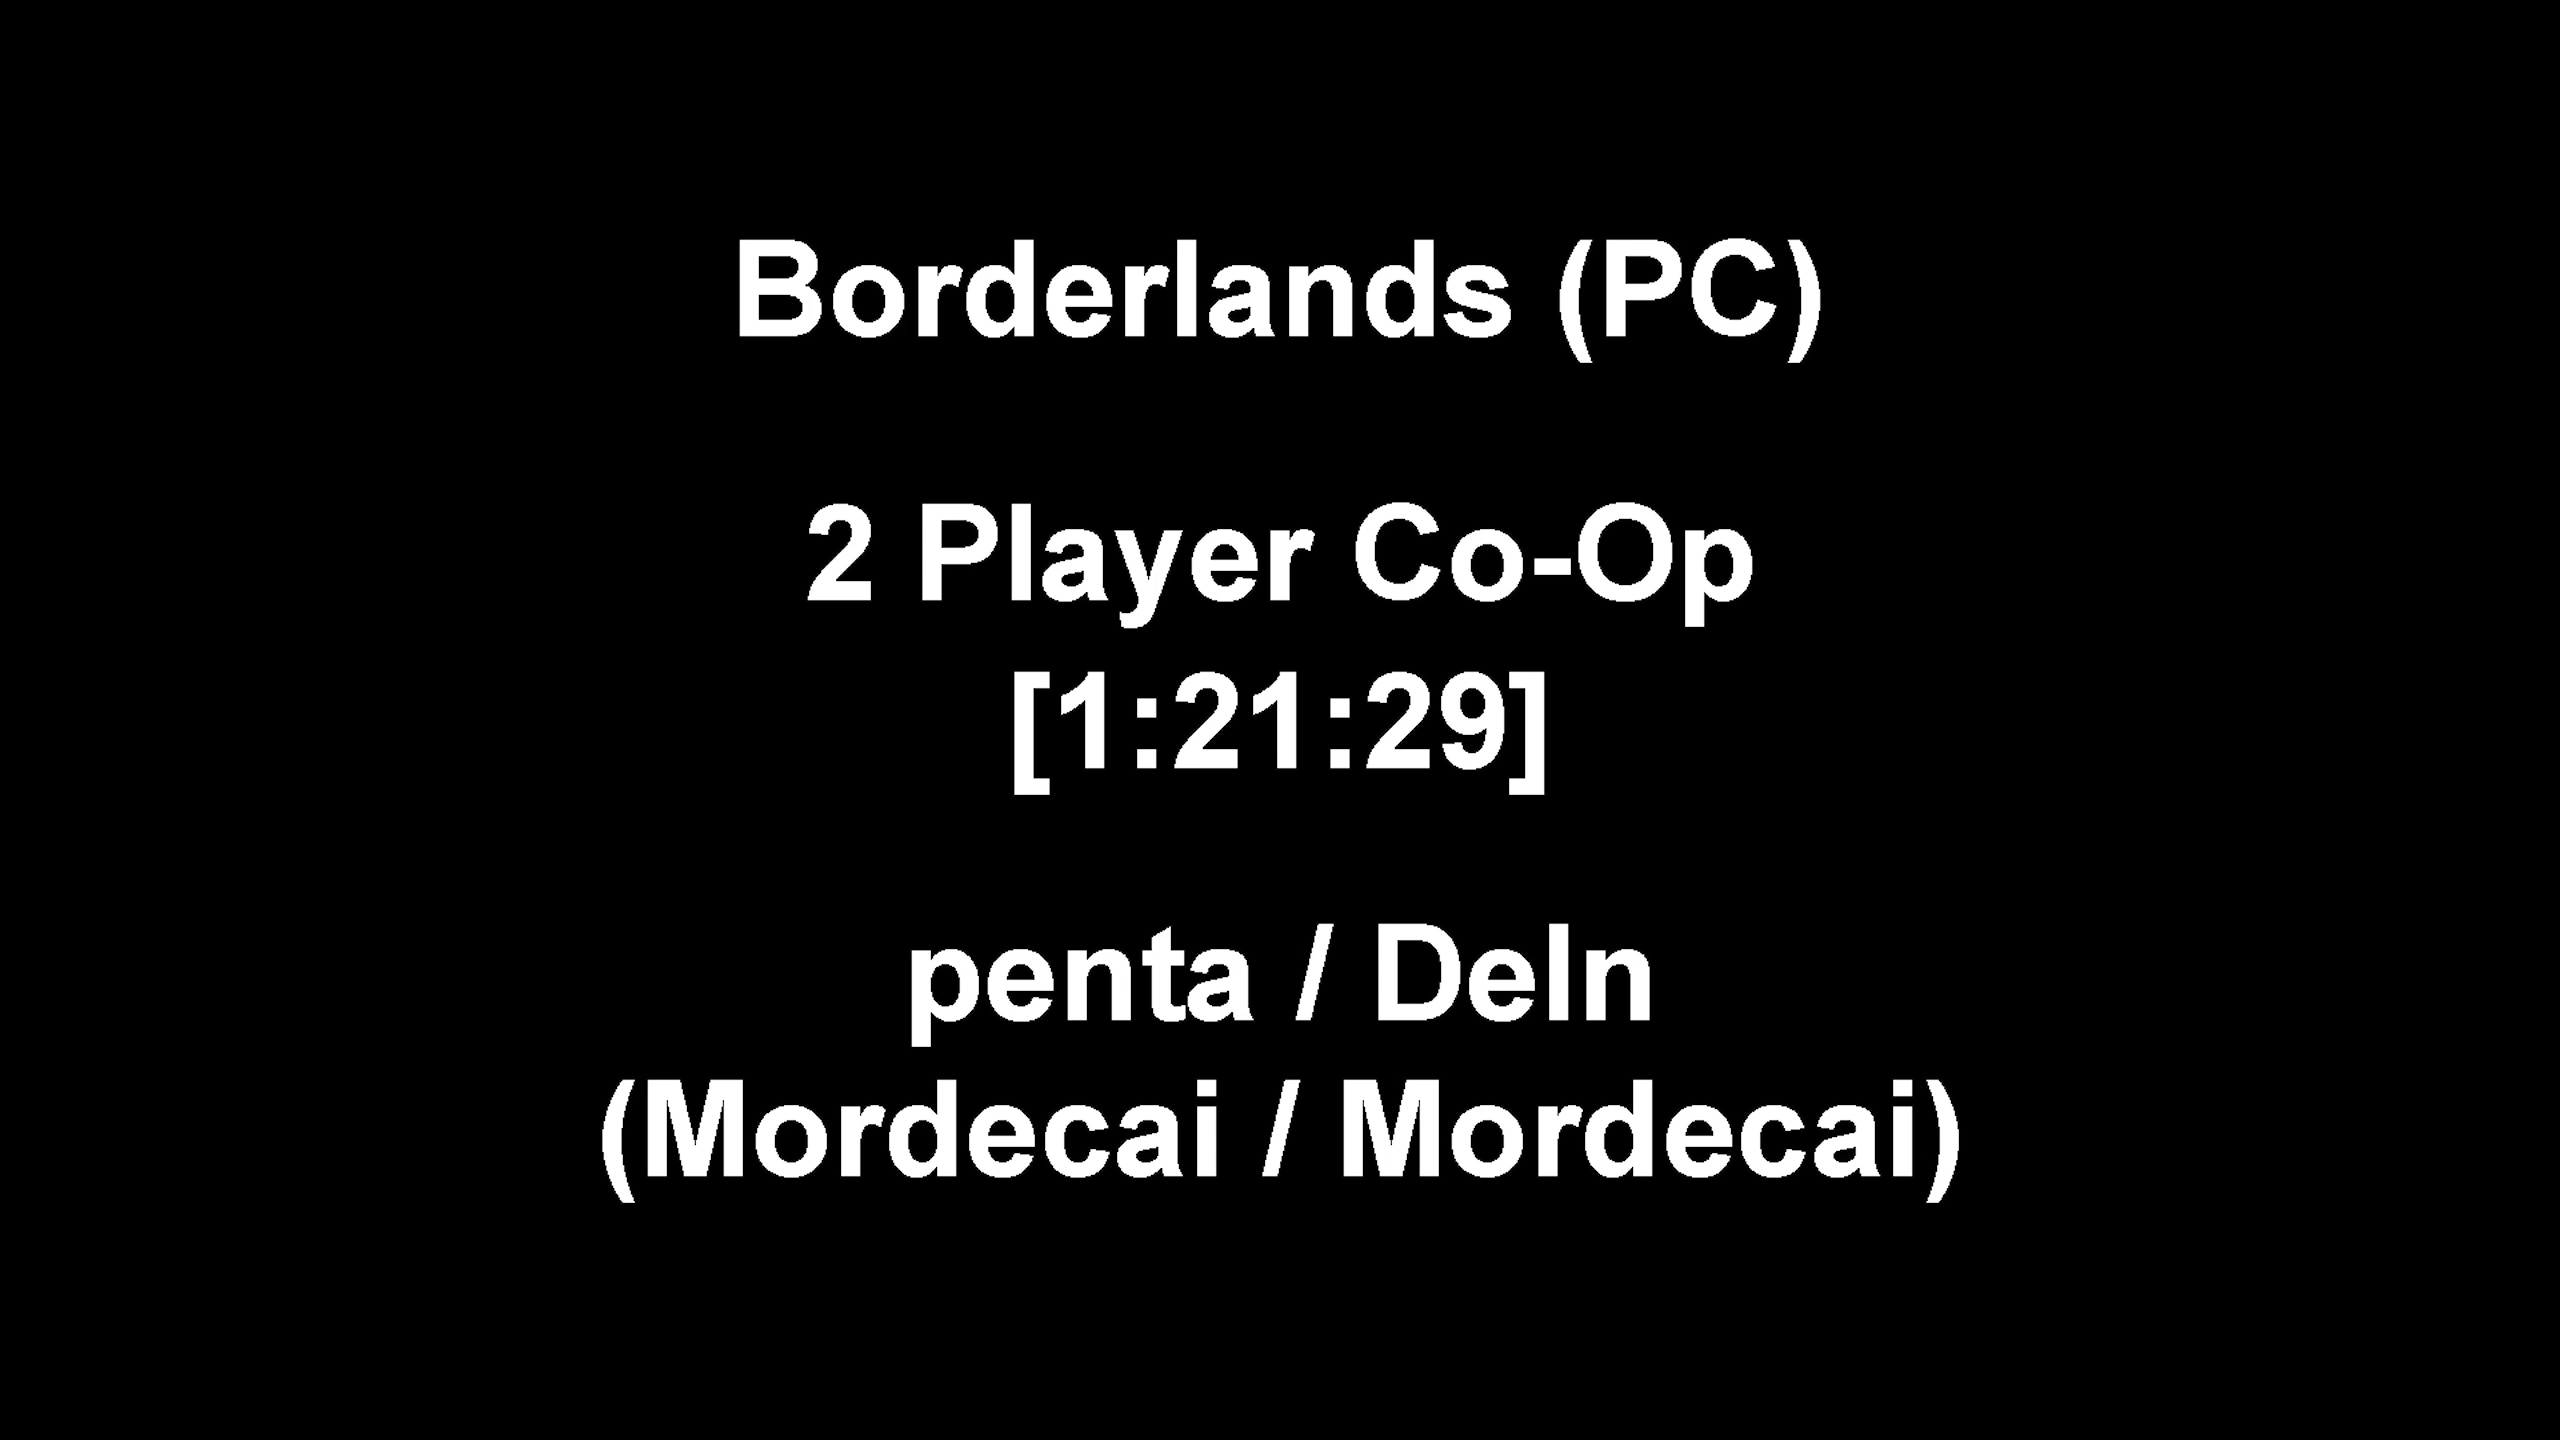 Borderlands (PC)
2 Player Co-Op
[1:21:29]
penta / Deln
(Mordecai / Mordecai)